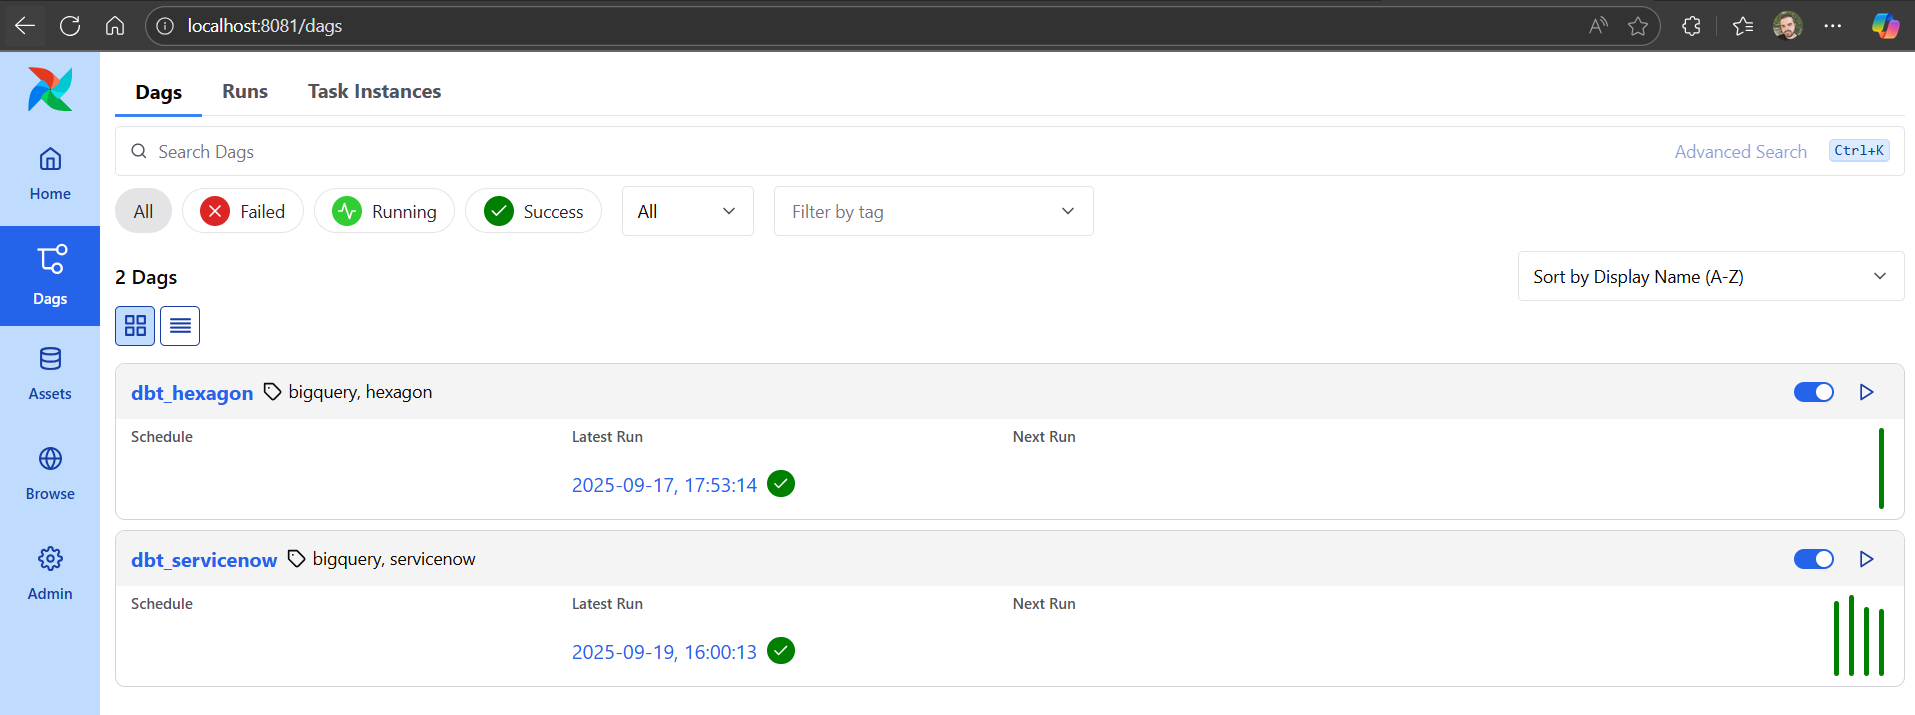 localhost:8081/dags
Dags Runs Task Instances
Search Dags Advanced Search Ctrl+K
Home
All Failed Running Success All Filter by tag
Dags
2 Dags Sort by Display Name (A-Z)
Assets
dbt_hexagon bigquery, hexagon
Schedule Latest Run Next Run
2025-09-17, 17:53:14
Browse
dbt_servicenow bigquery, servicenow
Admin
Schedule Latest Run Next Run
2025-09-19, 16:00:13